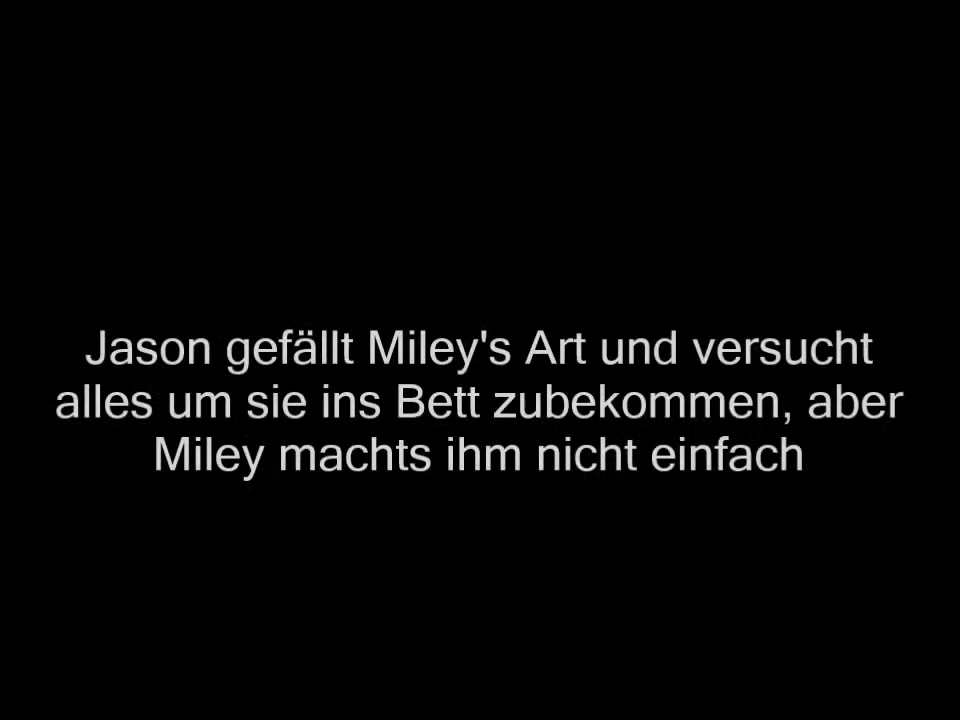 Jason gefällt Miley's Art und versucht
alles um sie ins Bett zubekommen, aber
Miley machts ihm nicht einfach